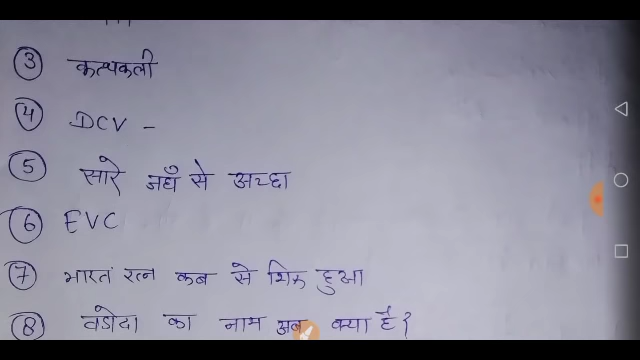 ③ कत्थकली
④ DCV -
⑤ सारे जहाँ से अच्छा
⑥ EVC
⑦ भारत रत्न कब से शिरू हुआ
⑧ वडोदा का नाम अब क्या है?